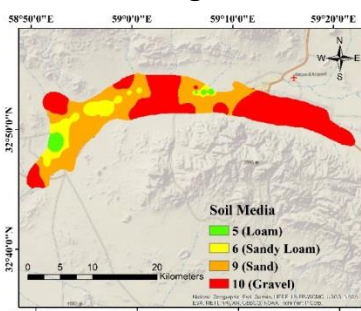 58°50'0"E 59°0'0"E 59°10'0"E 59°20'0"E
N
W E
S
32°50'0"N
32°40'0"N
Soil Media
5 (Loam)
6 (Sandy Loam)
9 (Sand)
10 (Gravel)
0 5 10 20
Kilometers